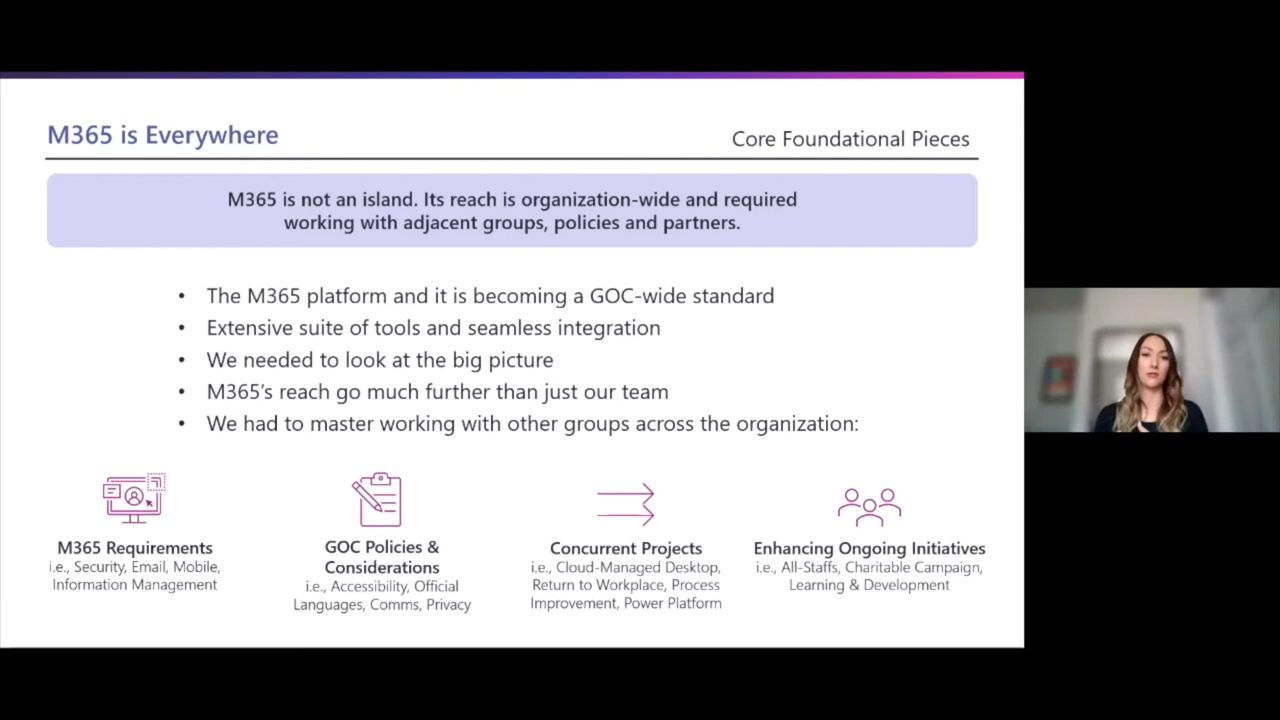 M365 is Everywhere
Core Foundational Pieces
M365 is not an island. Its reach is organization-wide and required
working with adjacent groups, policies and partners.
• The M365 platform and it is becoming a GOC-wide standard
• Extensive suite of tools and seamless integration
• We needed to look at the big picture
• M365's reach go much further than just our team
• We had to master working with other groups across the organization:
M365 Requirements
i.e., Security, Email, Mobile,
Information Management
GOC Policies &
Considerations
i.e., Accessibility, Official
Languages, Comms, Privacy
Concurrent Projects
i.e., Cloud-Managed Desktop,
Return to Workplace, Process
Improvement, Power Platform
Enhancing Ongoing Initiatives
i.e., All-Staffs, Charitable Campaign,
Learning & Development